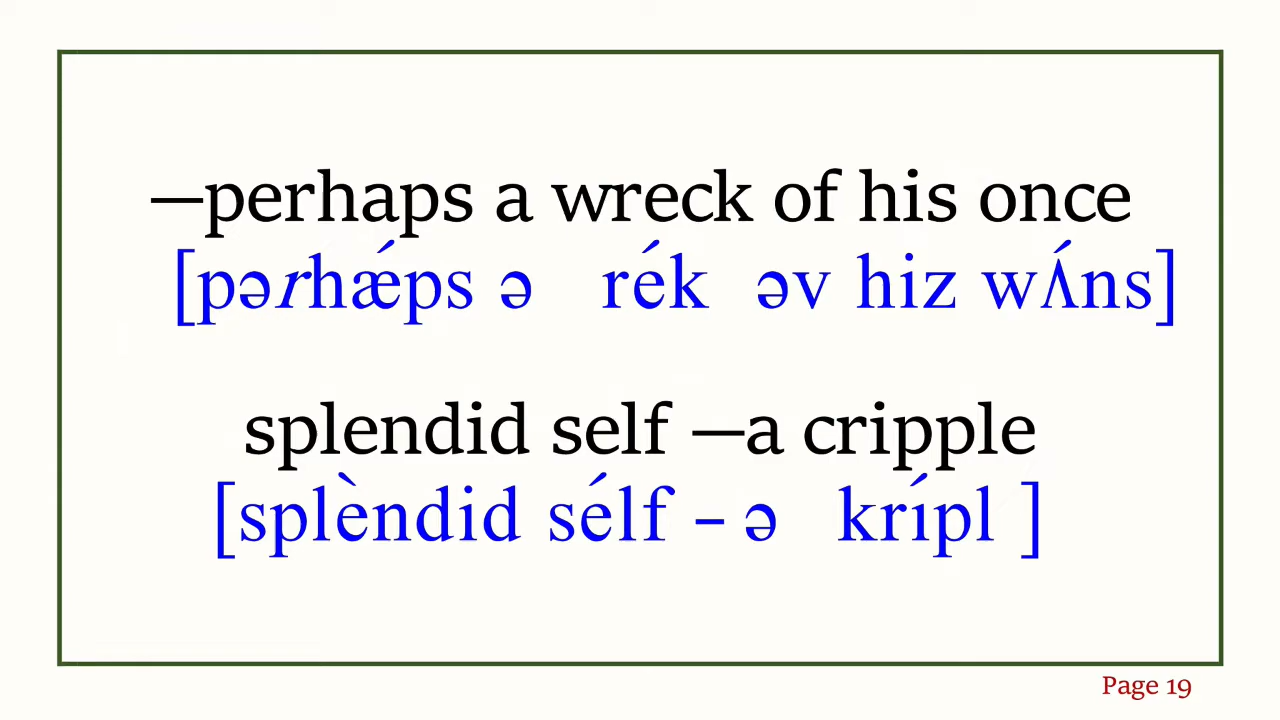 —perhaps a wreck of his once
[pərhǽps ə rék əv hiz wʌ́ns]
splendid self —a cripple
[splèndid sélf – ə krípl ]
Page 19